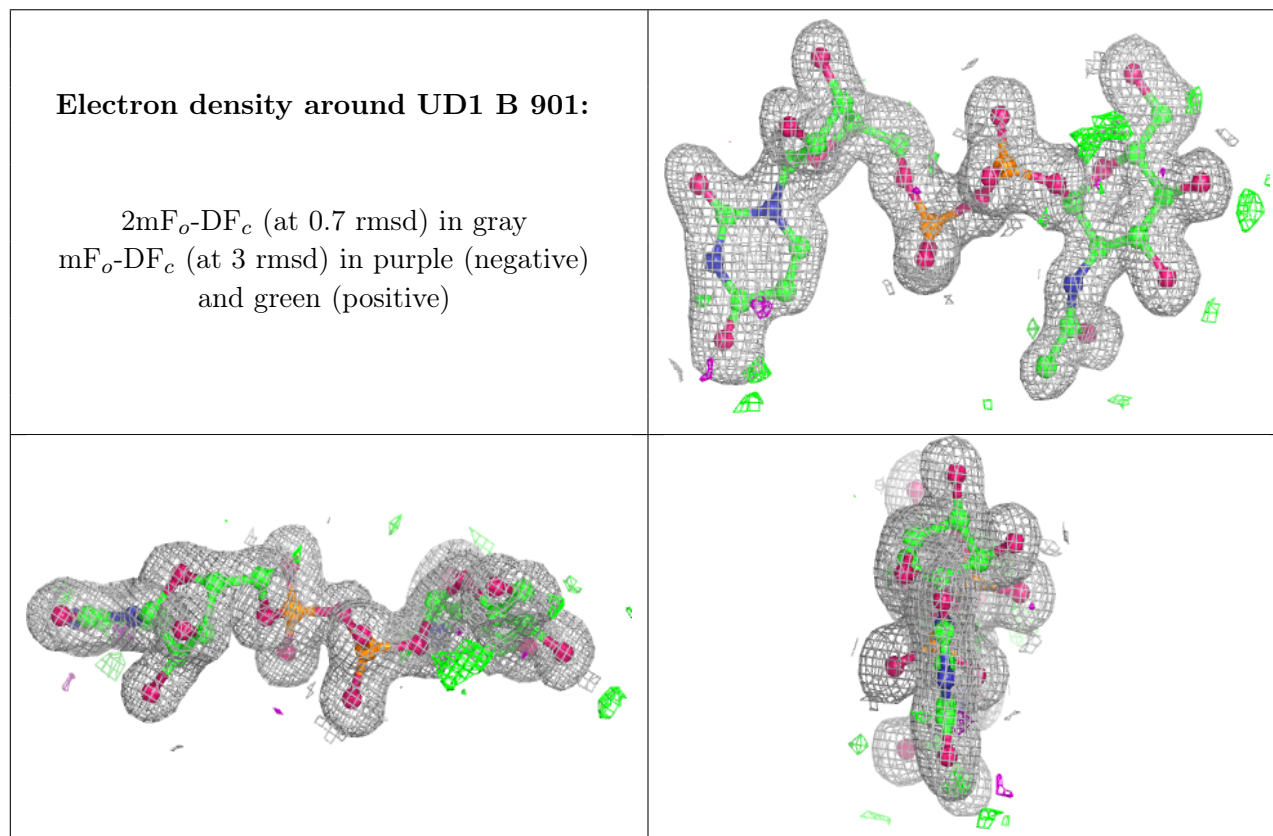 Electron density around UD1 B 901:
2mFₒ-DF𝒸 (at 0.7 rmsd) in gray
mFₒ-DF𝒸 (at 3 rmsd) in purple (negative)
and green (positive)